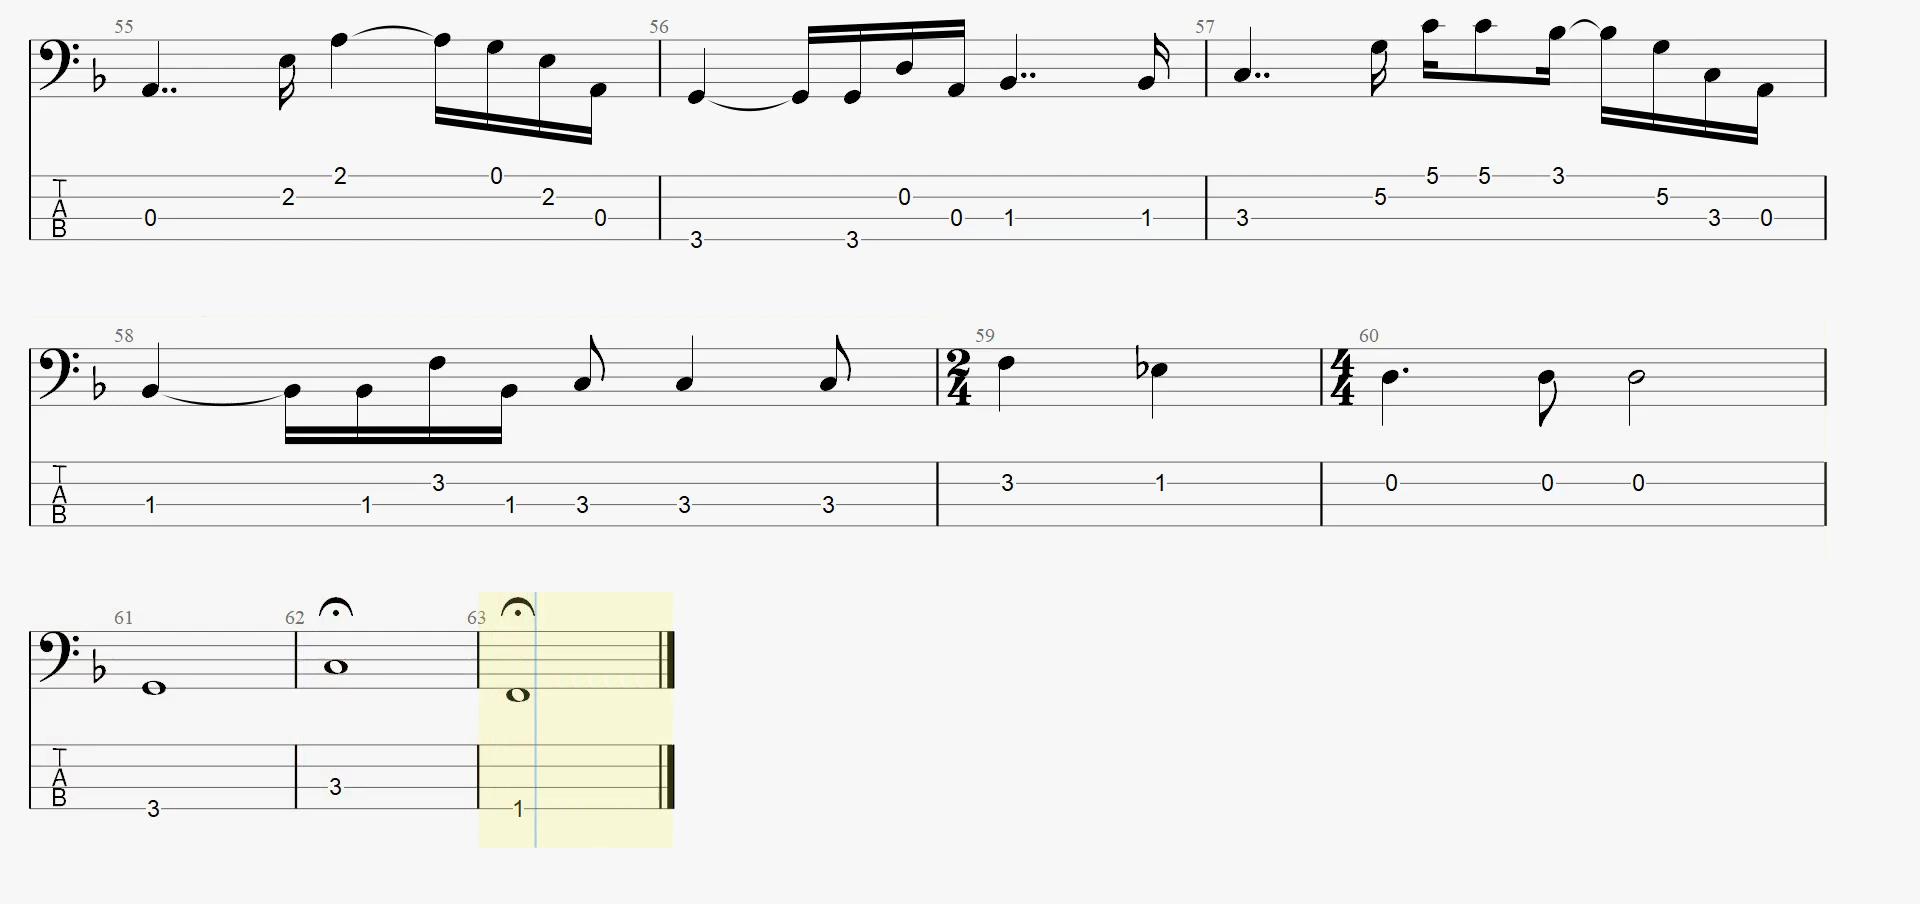 55 56 57
2 0 5 5 3
T 2 2 0 5 5
A 0 0 0 1 1 3 3 0
B 3 3
58 59 60
2 4
4 4
T 3 3 1 0 0 0
A 1 1 1 3 3 3
B
61 62 63
T
A 3
B 3 1